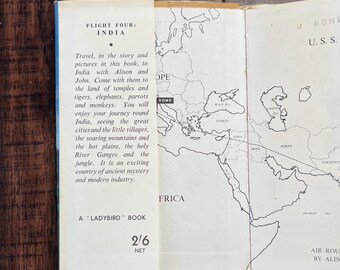 FLIGHT FOUR:
INDIA
Travel, in the story and
pictures in this book, to
India with Alison and
John. Come with them to
the land of temples and
tigers, elephants, parrots
and monkeys. You will
enjoy your journey round
India, seeing the great
cities and the little villages,
the soaring mountains and
the hot plains, the holy
River Ganges and the
jungle. It is an exciting
country of ancient mystery
and modern industry.
A "LADYBIRD" BOOK
2/6
NET
U.S.S.
OPE
ROME
FRICA
AIR ROU
BY ALIS